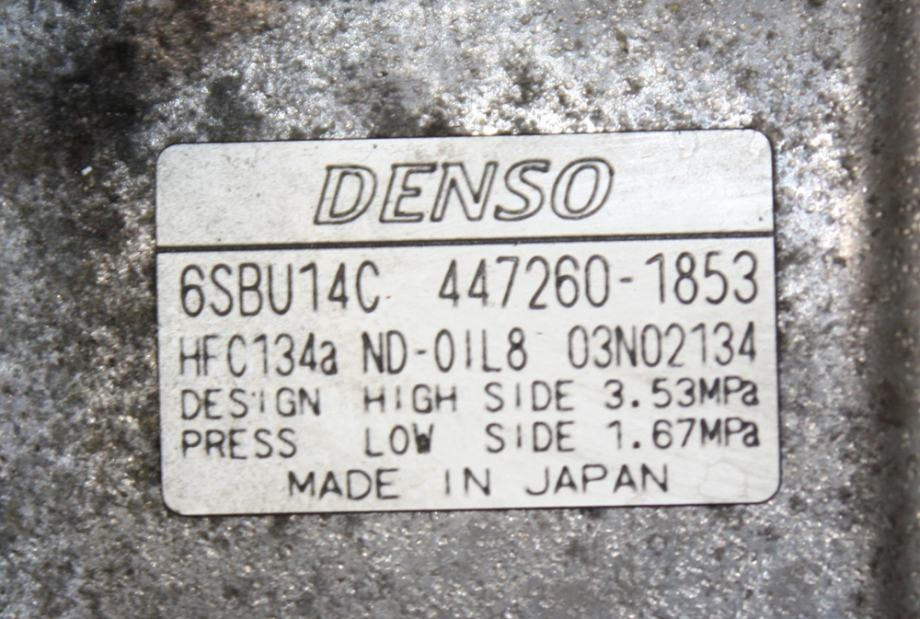 DENSO
6SBU14C 447260-1853
HFC134a ND-OIL8 03N02134
DESIGN HIGH SIDE 3.53MPa
PRESS LOW SIDE 1.67MPa
MADE IN JAPAN